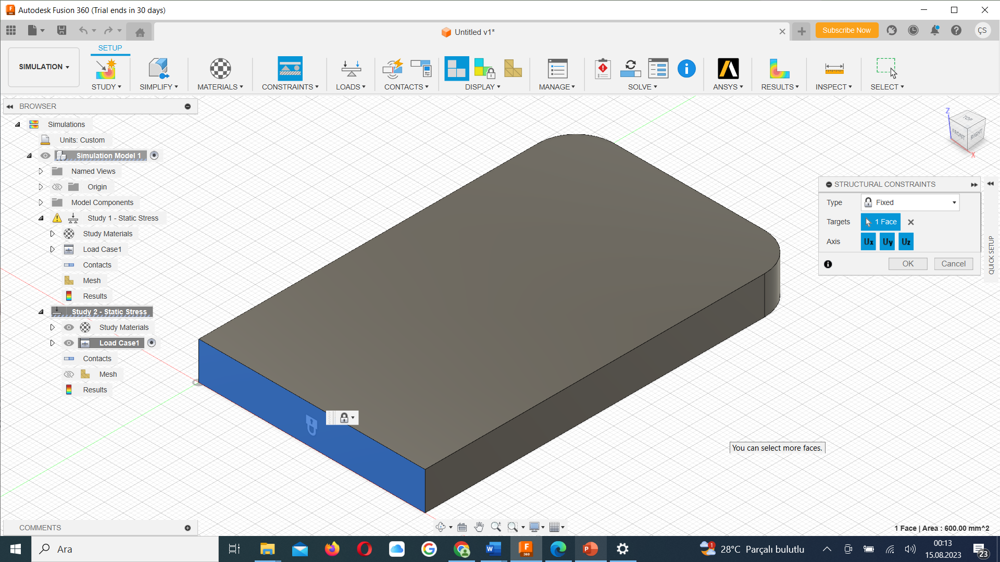 Autodesk Fusion 360 (Trial ends in 30 days)
Untitled v1*
Subscribe Now
ÇS
SETUP
SIMULATION
STUDY
SIMPLIFY
MATERIALS
CONSTRAINTS
LOADS
CONTACTS
DISPLAY
MANAGE
SOLVE
ANSYS
RESULTS
INSPECT
SELECT
BROWSER
Simulations
Units: Custom
Simulation Model 1
Named Views
Origin
Model Components
Study 1 - Static Stress
Study Materials
Load Case1
Contacts
Mesh
Results
Study 2 - Static Stress
Study Materials
Load Case1
Contacts
Mesh
Results
Z
TOP
FRONT
RIGHT
X
STRUCTURAL CONSTRAINTS
Type
Fixed
Targets
1 Face
Axis
Ux
Uy
Uz
OK
Cancel
QUICK SETUP
You can select more faces.
COMMENTS
1 Face | Area : 600.00 mm^2
Ara
F
360
1
28°C Parçalı bulutlu
00:13
15.08.2023
23